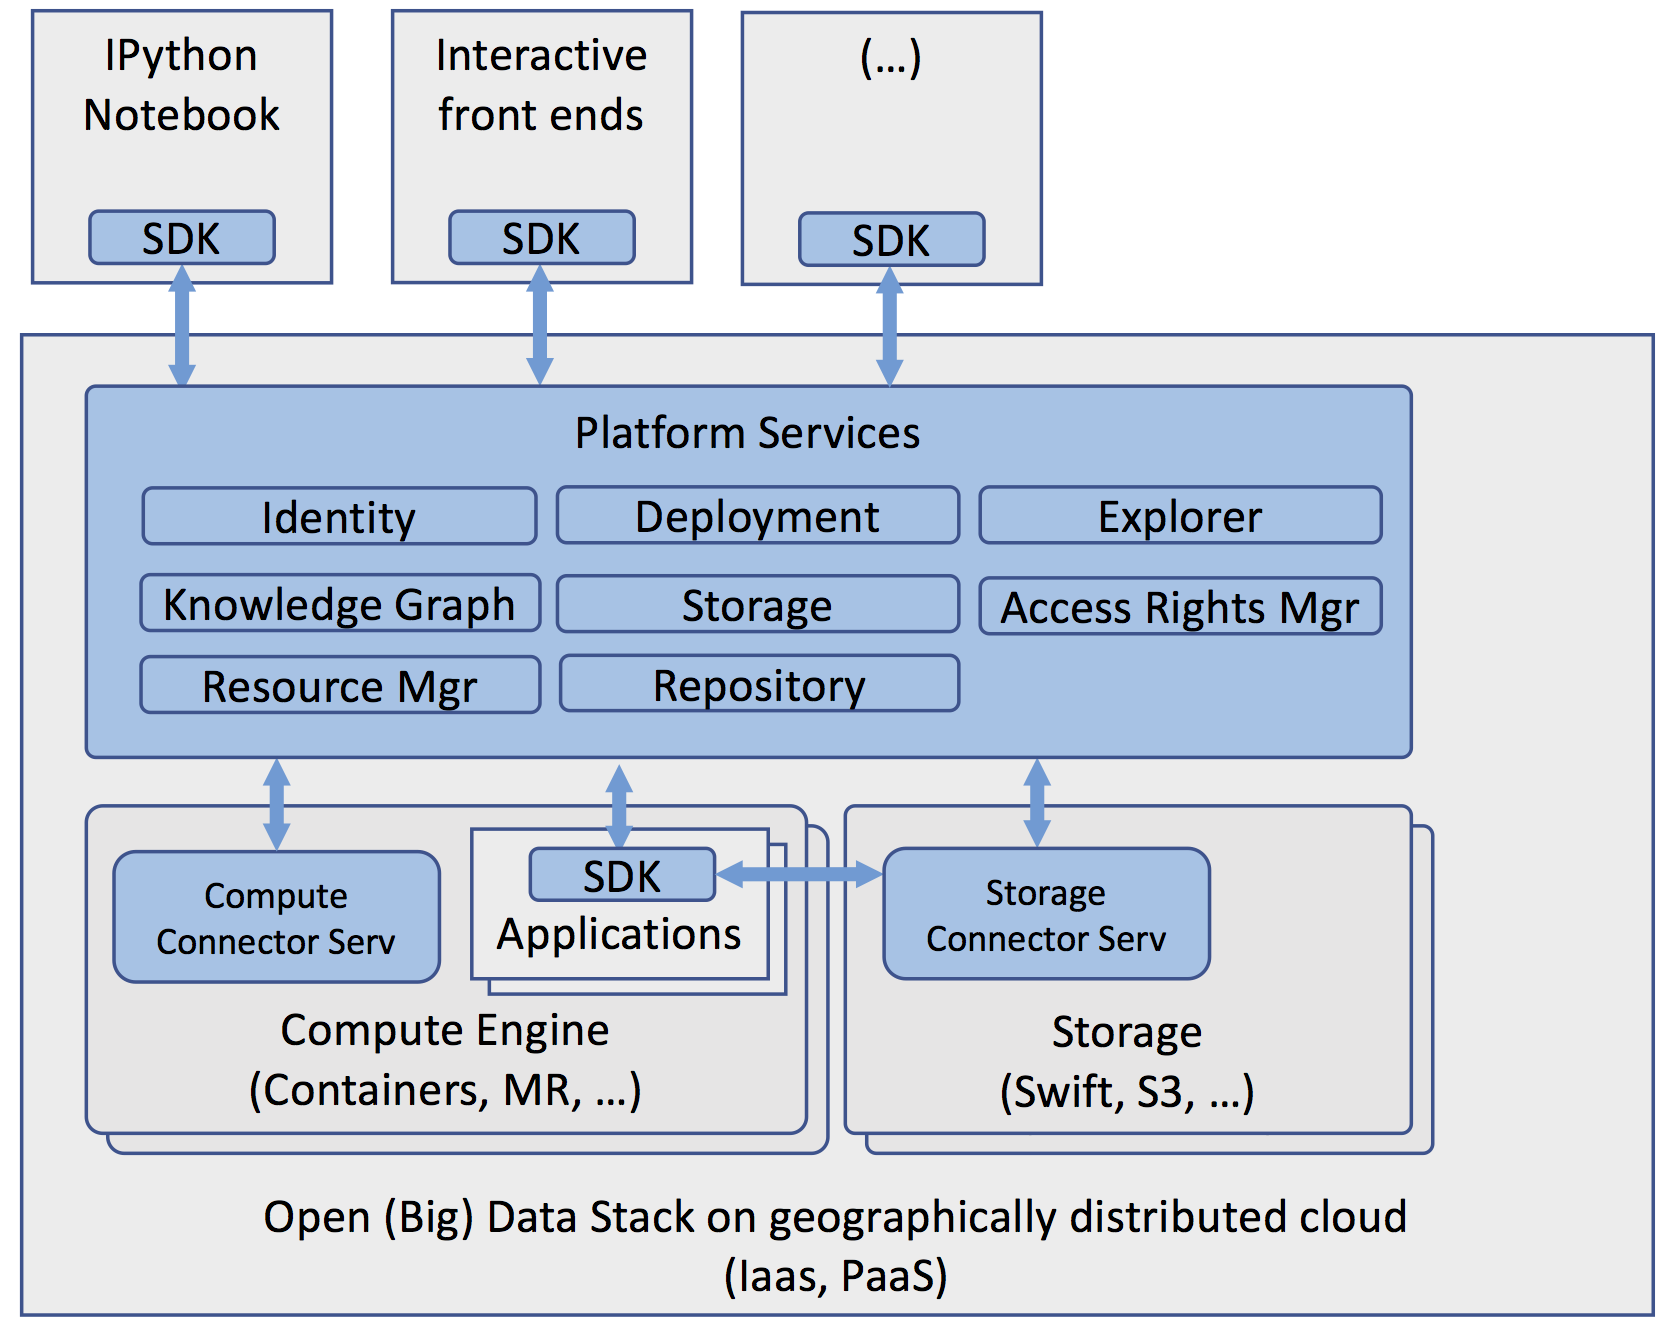 IPython
Notebook
SDK
Interactive
front ends
SDK
(...)
SDK
Platform Services
Identity
Deployment
Explorer
Knowledge Graph
Storage
Access Rights Mgr
Resource Mgr
Repository
Compute
Connector Serv
SDK
Applications
Compute Engine
(Containers, MR, ...)
Storage
Connector Serv
Storage
(Swift, S3, ...)
Open (Big) Data Stack on geographically distributed cloud
(Iaas, PaaS)